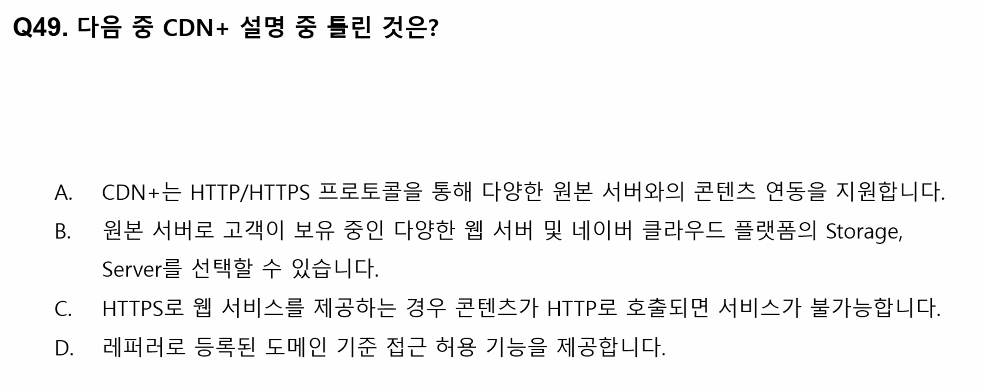 Q49. 다음 중 CDN+ 설명 중 틀린 것은?
A. CDN+는 HTTP/HTTPS 프로토콜을 통해 다양한 원본 서버와의 콘텐츠 연동을 지원합니다.
B. 원본 서버로 고객이 보유 중인 다양한 웹 서버 및 네이버 클라우드 플랫폼의 Storage,
Server를 선택할 수 있습니다.
C. HTTPS로 웹 서비스를 제공하는 경우 콘텐츠가 HTTP로 호출되면 서비스가 불가능합니다.
D. 레퍼러로 등록된 도메인 기준 접근 허용 기능을 제공합니다.